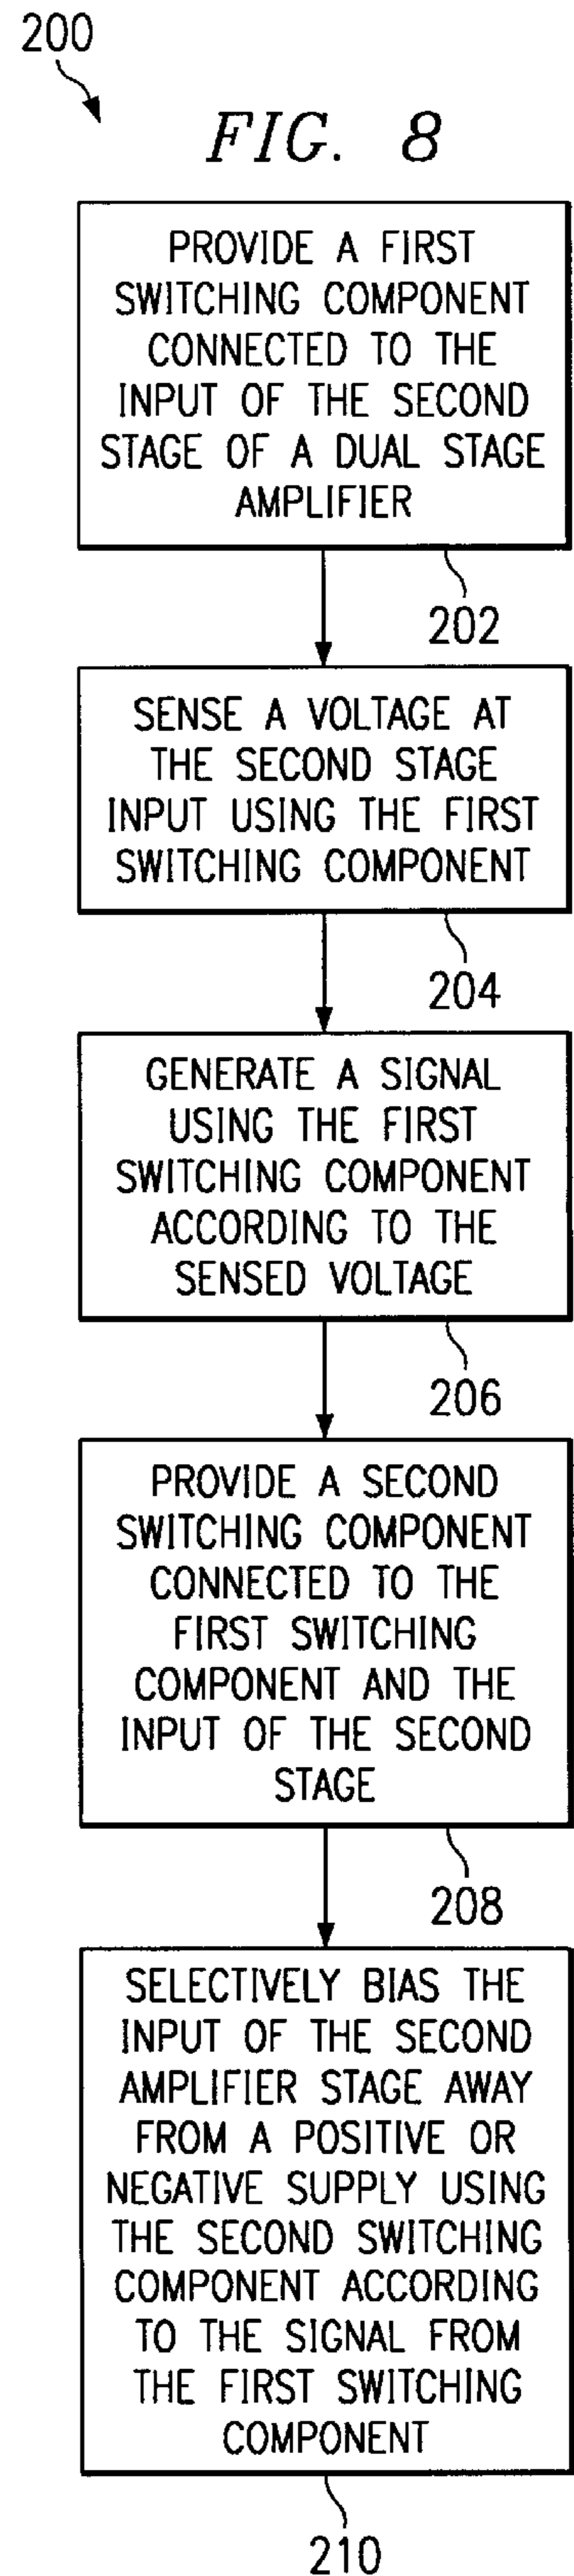 200
FIG. 8
PROVIDE A FIRST
SWITCHING COMPONENT
CONNECTED TO THE
INPUT OF THE SECOND
STAGE OF A DUAL STAGE
AMPLIFIER
202
SENSE A VOLTAGE AT
THE SECOND STAGE
INPUT USING THE FIRST
SWITCHING COMPONENT
204
GENERATE A SIGNAL
USING THE FIRST
SWITCHING COMPONENT
ACCORDING TO THE
SENSED VOLTAGE
206
PROVIDE A SECOND
SWITCHING COMPONENT
CONNECTED TO THE
FIRST SWITCHING
COMPONENT AND THE
INPUT OF THE SECOND
STAGE
208
SELECTIVELY BIAS THE
INPUT OF THE SECOND
AMPLIFIER STAGE AWAY
FROM A POSITIVE OR
NEGATIVE SUPPLY USING
THE SECOND SWITCHING
COMPONENT ACCORDING
TO THE SIGNAL FROM
THE FIRST SWITCHING
COMPONENT
210